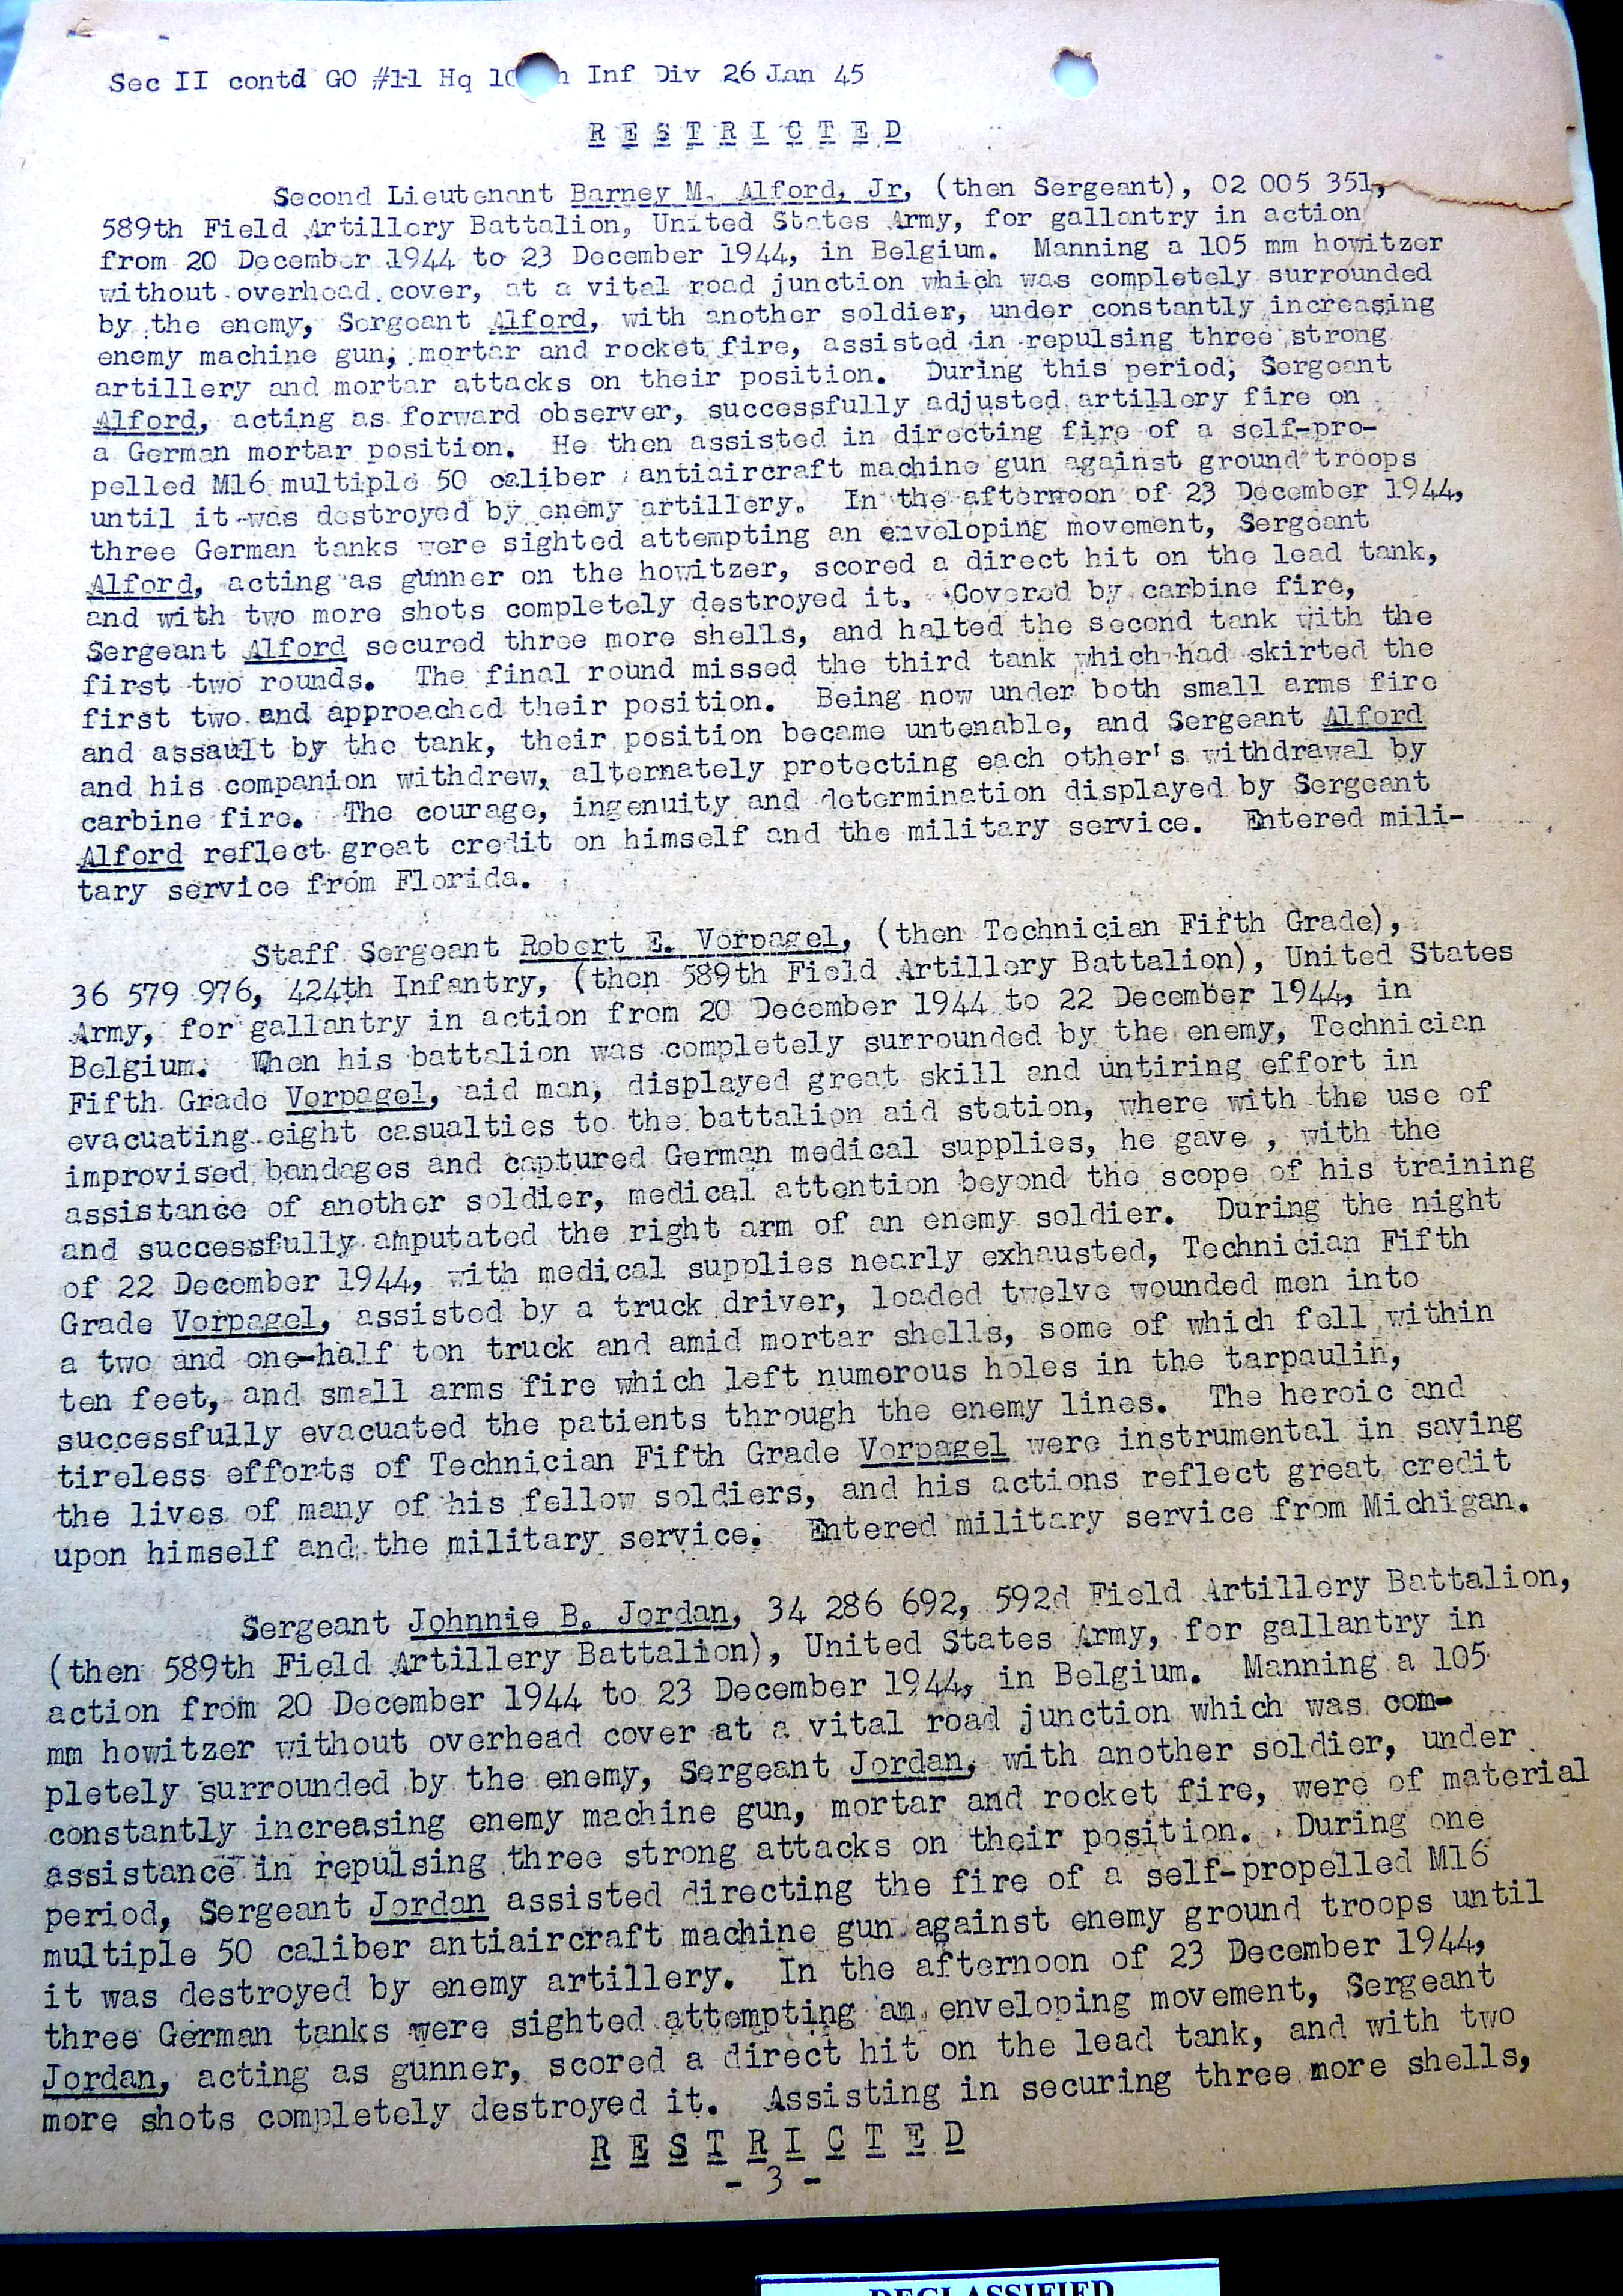 Sec II contd GO #11 Hq 10 h Inf Div 26 Jan 45
R E S T R I C T E D
Second Lieutenant Barney M. Alford, Jr, (then Sergeant), 02 005 351,
589th Field Artillery Battalion, United States Army, for gallantry in action
from 20 December 1944 to 23 December 1944, in Belgium. Manning a 105 mm howitzer
without overhead cover, at a vital road junction which was completely surrounded
by the enemy, Sergeant Alford, with another soldier, under constantly increasing
enemy machine gun, mortar and rocket fire, assisted in repulsing three strong
artillery and mortar attacks on their position. During this period, Sergeant
Alford, acting as forward observer, successfully adjusted artillery fire on
a German mortar position. He then assisted in directing fire of a self-pro-
pelled M16 multiple 50 caliber antiaircraft machine gun against ground troops
until it was destroyed by enemy artillery. In the afternoon of 23 December 1944,
three German tanks were sighted attempting an enveloping movement, Sergeant
Alford, acting as gunner on the howitzer, scored a direct hit on the lead tank,
and with two more shots completely destroyed it. Covered by carbine fire,
Sergeant Alford secured three more shells, and halted the second tank with the
first two rounds. The final round missed the third tank which had skirted the
first two and approached their position. Being now under both small arms fire
and assault by the tank, their position became untenable, and Sergeant Alford
and his companion withdrew, alternately protecting each other's withdrawal by
carbine fire. The courage, ingenuity and determination displayed by Sergeant
Alford reflect great credit on himself and the military service. Entered mili-
tary service from Florida.
Staff Sergeant Robert E. Vorpagel, (then Technician Fifth Grade),
36 579 976, 424th Infantry, (then 589th Field Artillery Battalion), United States
Army, for gallantry in action from 20 December 1944 to 22 December 1944, in
Belgium. When his battalion was completely surrounded by the enemy, Technician
Fifth Grade Vorpagel, aid man, displayed great skill and untiring effort in
evacuating eight casualties to the battalion aid station, where with the use of
improvised bandages and captured German medical supplies, he gave , with the
assistance of another soldier, medical attention beyond the scope of his training
and successfully amputated the right arm of an enemy soldier. During the night
of 22 December 1944, with medical supplies nearly exhausted, Technician Fifth
Grade Vorpagel, assisted by a truck driver, loaded twelve wounded men into
a two and one-half ton truck and amid mortar shells, some of which fell within
ten feet, and small arms fire which left numerous holes in the tarpaulin,
successfully evacuated the patients through the enemy lines. The heroic and
tireless efforts of Technician Fifth Grade Vorpagel were instrumental in saving
the lives of many of his fellow soldiers, and his actions reflect great credit
upon himself and the military service. Entered military service from Michigan.
Sergeant Johnnie B. Jordan, 34 286 692, 592d Field Artillery Battalion,
(then 589th Field Artillery Battalion), United States Army, for gallantry in
action from 20 December 1944 to 23 December 1944, in Belgium. Manning a 105
mm howitzer without overhead cover at a vital road junction which was com-
pletely surrounded by the enemy, Sergeant Jordan, with another soldier, under
constantly increasing enemy machine gun, mortar and rocket fire, were of material
assistance in repulsing three strong attacks on their position. During one
period, Sergeant Jordan assisted directing the fire of a self-propelled M16
multiple 50 caliber antiaircraft machine gun against enemy ground troops until
it was destroyed by enemy artillery. In the afternoon of 23 December 1944,
three German tanks were sighted attempting an enveloping movement, Sergeant
Jordan, acting as gunner, scored a direct hit on the lead tank, and with two
more shots completely destroyed it. Assisting in securing three more shells,
R E S T R I C T E D
- 3 -
DECLASSIFIED